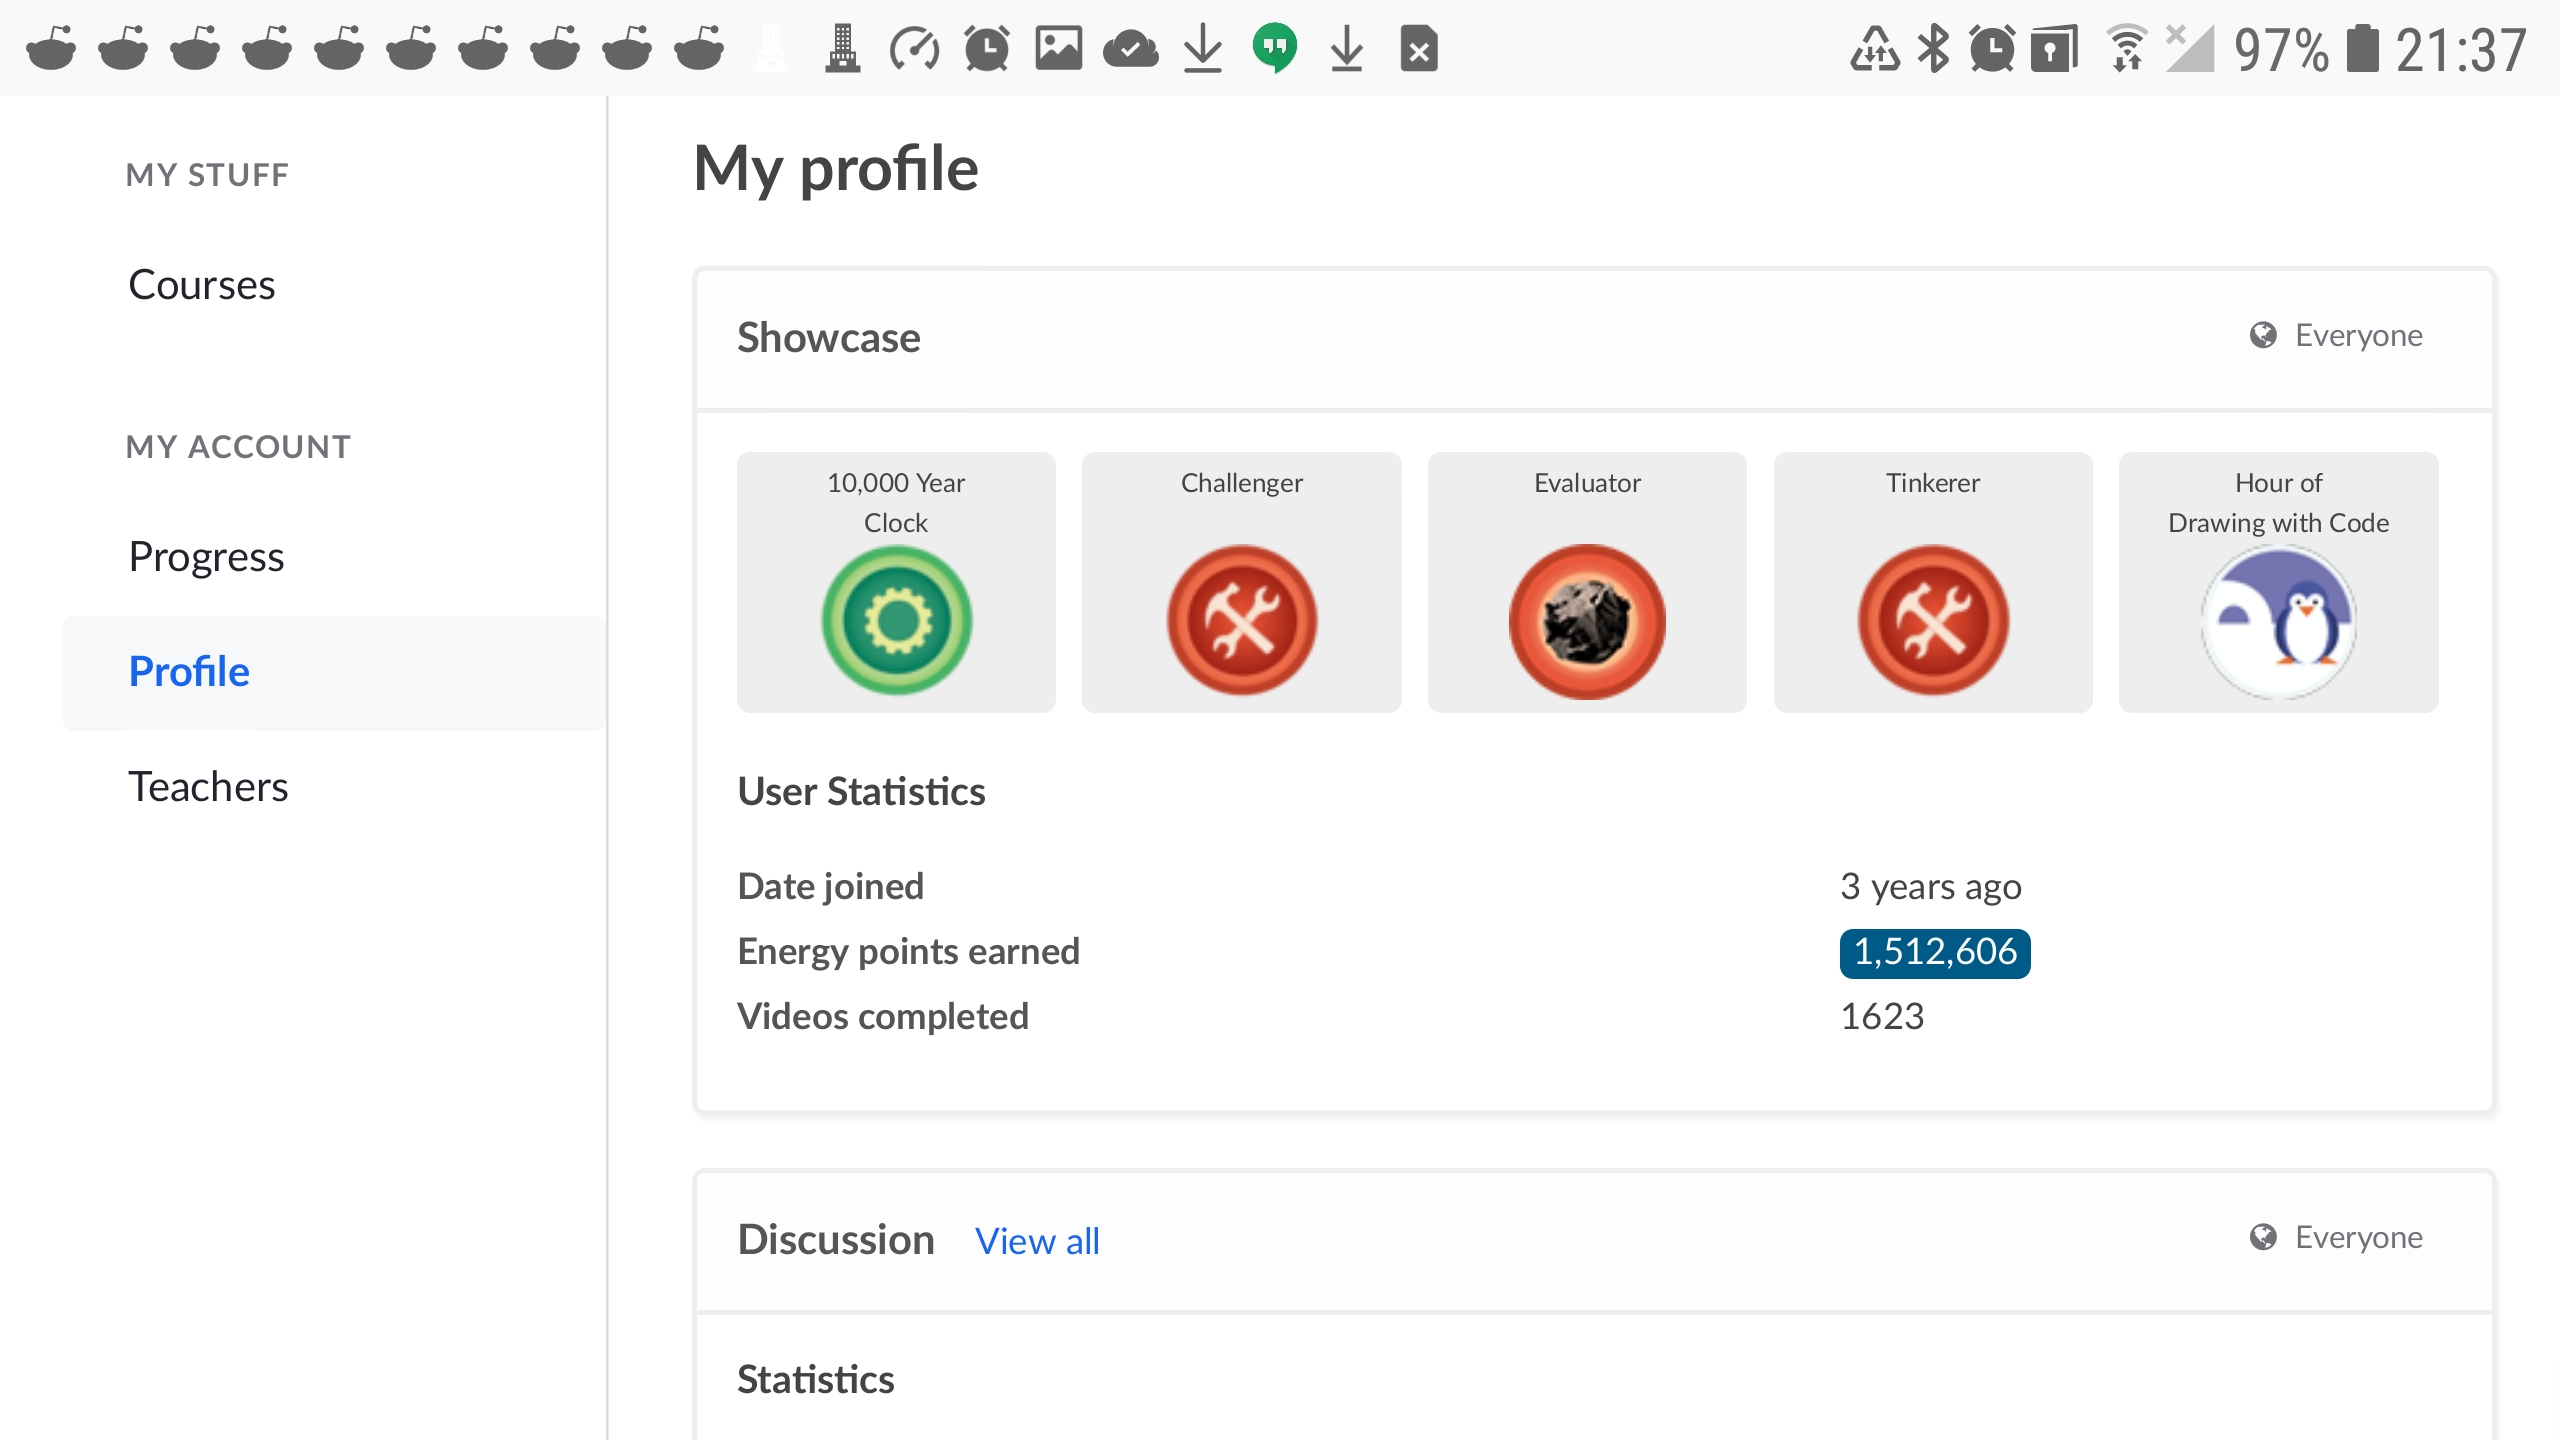 97% 21:37
MY STUFF
Courses
MY ACCOUNT
Progress
Profile
Teachers
My profile
Showcase
Everyone
10,000 Year
Clock
Challenger
Evaluator
Tinkerer
Hour of
Drawing with Code
User Statistics
Date joined 3 years ago
Energy points earned 1,512,606
Videos completed 1623
Discussion View all
Everyone
Statistics